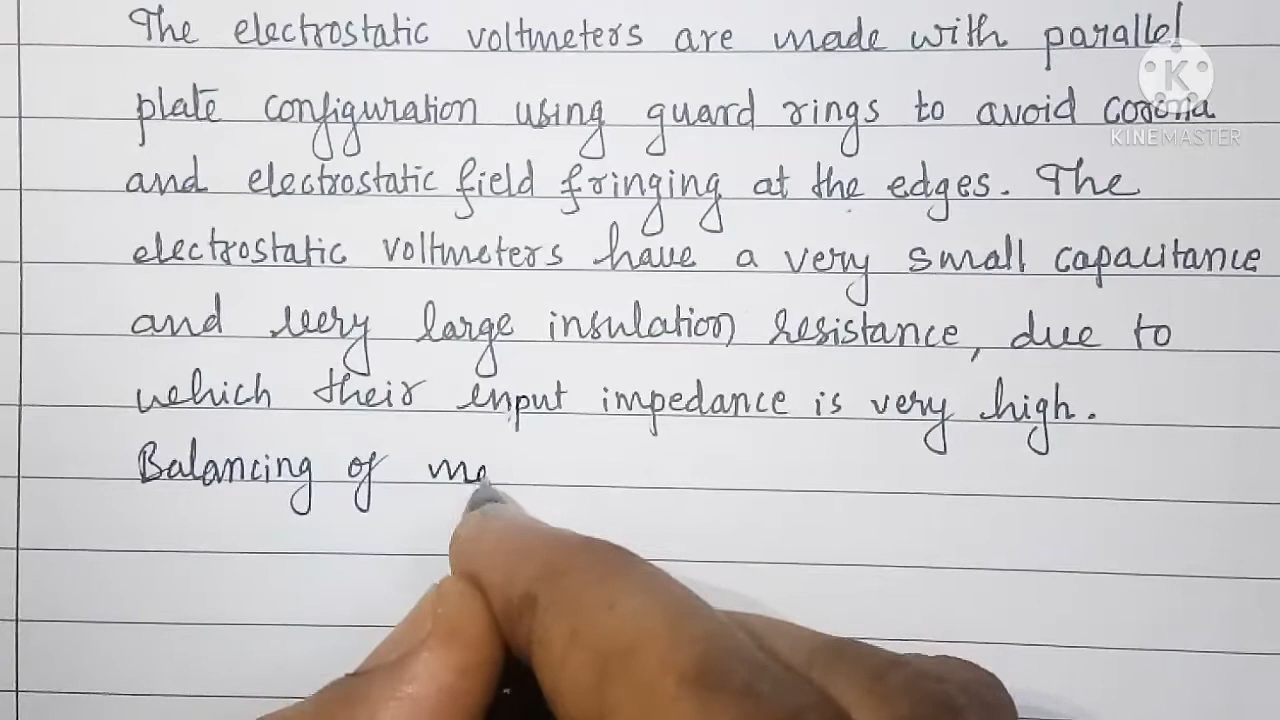 The electrostatic voltmeters are made with parallel
plate configuration using guard rings to avoid corona
and electrostatic field fringing at the edges. The
electrostatic voltmeters have a very small capacitance
and very large insulation resistance, due to
which their input impedance is very high.
Balancing of mo
K
KINEMASTER